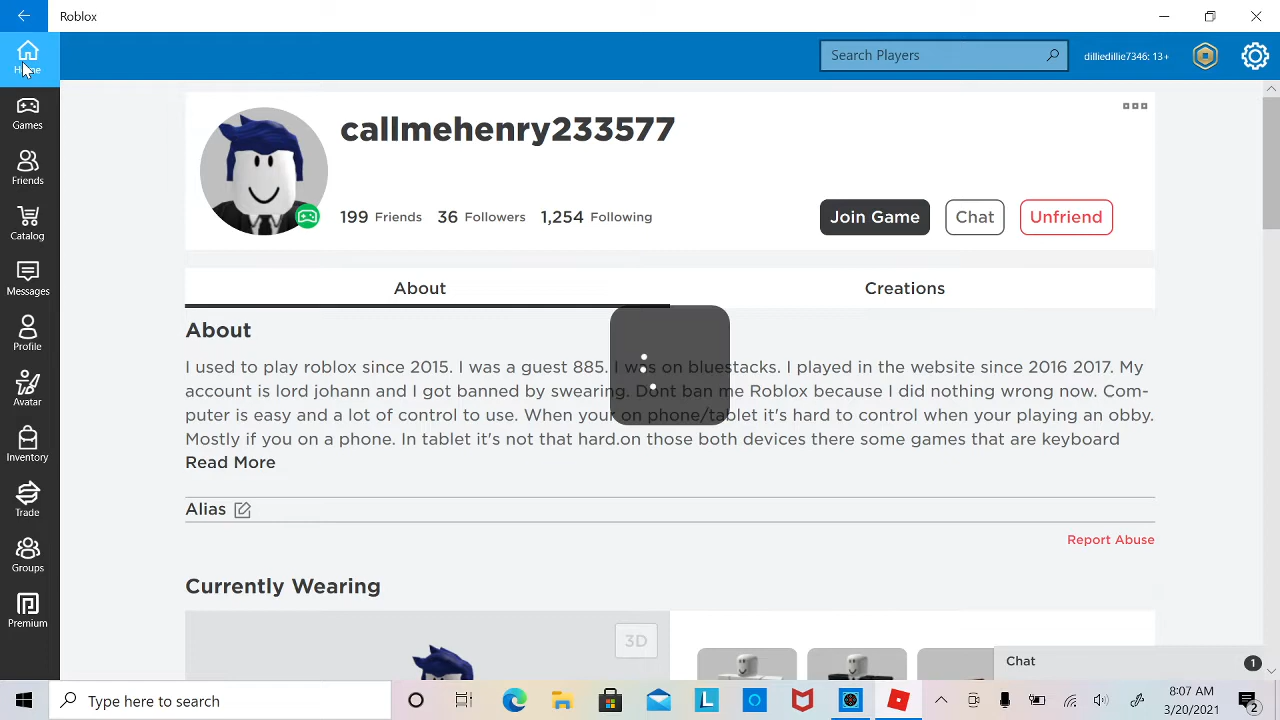 Roblox
Home
Search Players
dilliedillie7346: 13+
Games
Friends
Catalog
Messages
Profile
Avatar
Inventory
Trade
Groups
Premium
callmehenry233577
199 Friends 36 Followers 1,254 Following
Join Game Chat Unfriend
About Creations
About
I used to play roblox since 2015. I was a guest 885. I was on bluestacks. I played in the website since 2016 2017. My
account is lord johann and I got banned by swearing. Dont ban me Roblox because I did nothing wrong now. Com-
puter is easy and a lot of control to use. When your on phone/tablet it's hard to control when your playing an obby.
Mostly if you on a phone. In tablet it's not that hard.on those both devices there some games that are keyboard
Read More
Alias
Report Abuse
Currently Wearing
3D
Chat 1
Type here to search
8:07 AM
3/20/2021
2